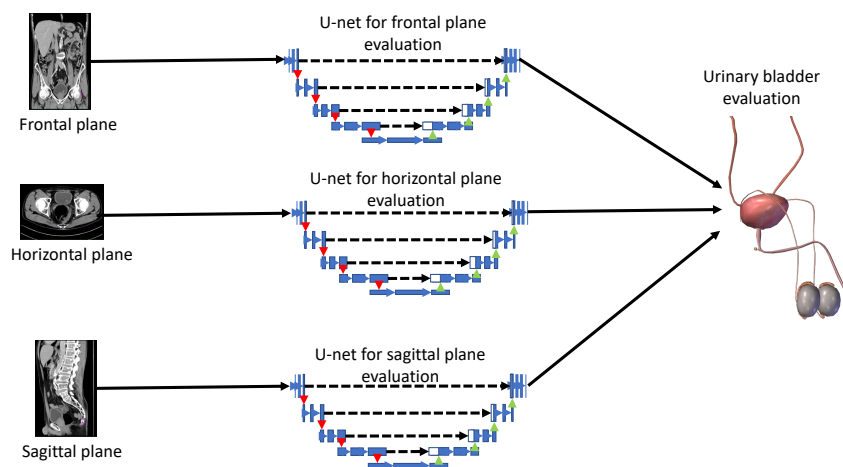 U-net for frontal plane
evaluation
Frontal plane
Urinary bladder
evaluation
U-net for horizontal plane
evaluation
Horizontal plane
U-net for sagittal plane
evaluation
Sagittal plane